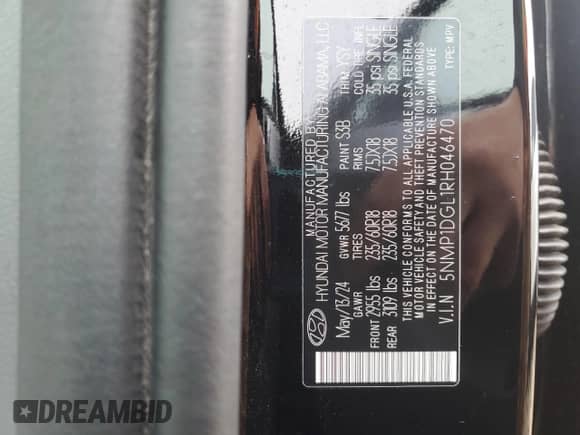 MANUFACTURED BY
HYUNDAI MOTOR MANUFACTURING ALABAMA, LLC
May/13/24 GVWR 5677 lbs PAINT S3B TRIM YSY
GAWR TIRES RIMS COLD TIRE INFL
FRONT 2955 lbs 235/60R18 7.5JX18 35 psi SINGLE
REAR 3109 lbs 235/60R18 7.5JX18 35 psi SINGLE
THIS VEHICLE CONFORMS TO ALL APPLICABLE U.S.A. FEDERAL
MOTOR VEHICLE SAFETY AND THEFT PREVENTION STANDARDS
IN EFFECT ON THE DATE OF MANUFACTURE SHOWN ABOVE
V.I.N 5NMP1DGL1RH046470 TYPE: MPV
DREAMBID